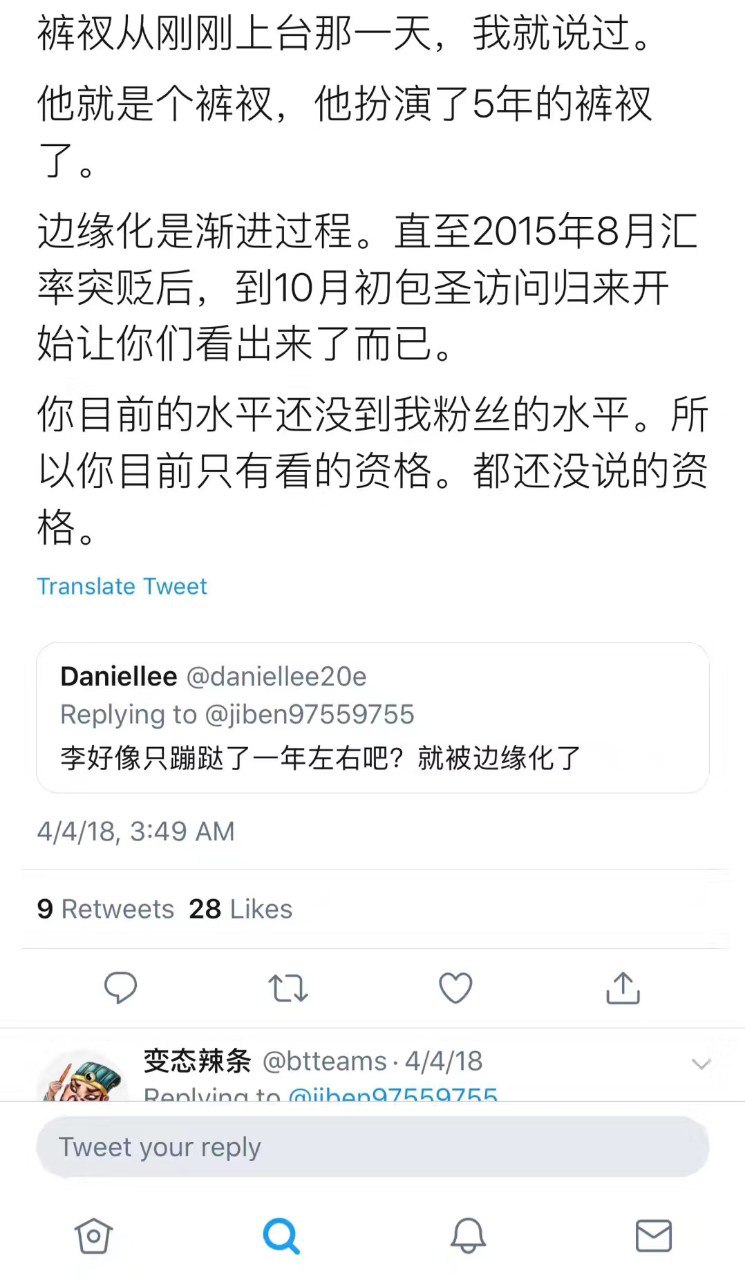 裤衩从刚刚上台那一天，我就说过。
他就是个裤衩，他扮演了5年的裤衩
了。
边缘化是渐进过程。直至2015年8月汇
率突贬后，到10月初包圣访问归来开
始让你们看出来了而已。
你目前的水平还没到我粉丝的水平。所
以你目前只有看的资格。都还没说的资
格。
Translate Tweet
Daniellee @daniellee20e
Replying to @jiben97559755
李好像只蹦跶了一年左右吧？就被边缘化了
4/4/18, 3:49 AM
9 Retweets 28 Likes
变态辣条 @btteams · 4/4/18
Replying to @jiben97559755
Tweet your reply